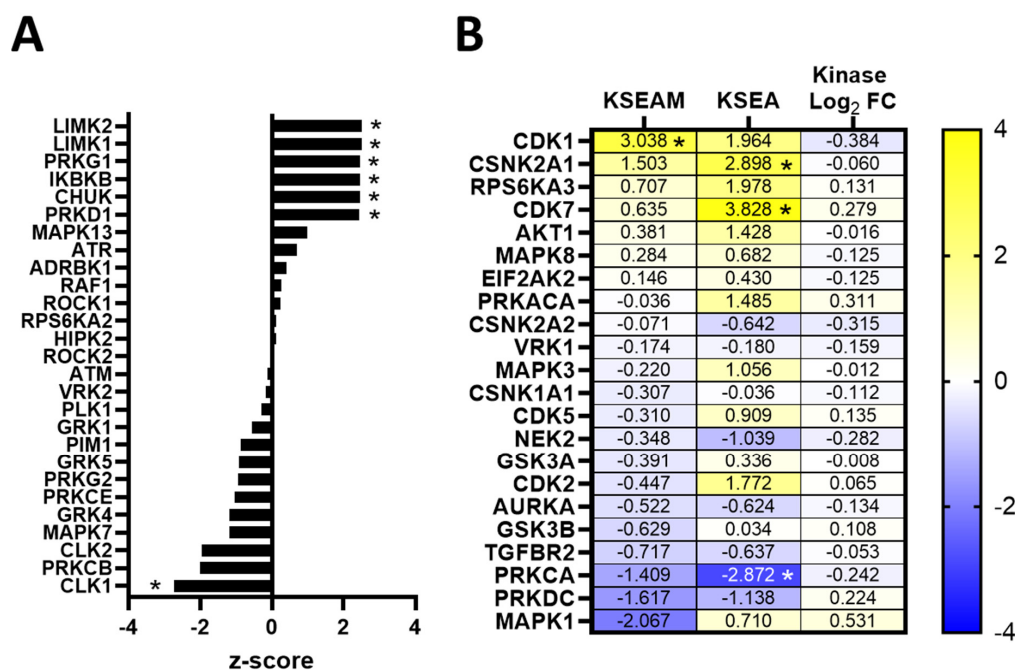 A
LIMK2 *
LIMK1 *
PRKG1 *
IKBKB *
CHUK *
PRKD1 *
MAPK13
ATR
ADRBK1
RAF1
ROCK1
RPS6KA2
HIPK2
ROCK2
ATM
VRK2
PLK1
GRK1
PIM1
GRK5
PRKG2
PRKCE
GRK4
MAPK7
CLK2
PRKCB
CLK1 *
-4 -2 0 2 4
z-score
B
KSEAM KSEA Kinase
Log₂ FC
CDK1 3.038 * 1.964 -0.384
CSNK2A1 1.503 2.898 * -0.060
RPS6KA3 0.707 1.978 0.131
CDK7 0.635 3.828 * 0.279
AKT1 0.381 1.428 -0.016
MAPK8 0.284 0.682 -0.125
EIF2AK2 0.146 0.430 -0.125
PRKACA -0.036 1.485 0.311
CSNK2A2 -0.071 -0.642 -0.315
VRK1 -0.174 -0.180 -0.159
MAPK3 -0.220 1.056 -0.012
CSNK1A1 -0.307 -0.036 -0.112
CDK5 -0.310 0.909 0.135
NEK2 -0.348 -1.039 -0.282
GSK3A -0.391 0.336 -0.008
CDK2 -0.447 1.772 0.065
AURKA -0.522 -0.624 -0.134
GSK3B -0.629 0.034 0.108
TGFBR2 -0.717 -0.637 -0.053
PRKCA -1.409 -2.872 * -0.242
PRKDC -1.617 -1.138 0.224
MAPK1 -2.067 0.710 0.531
4
2
0
-2
-4